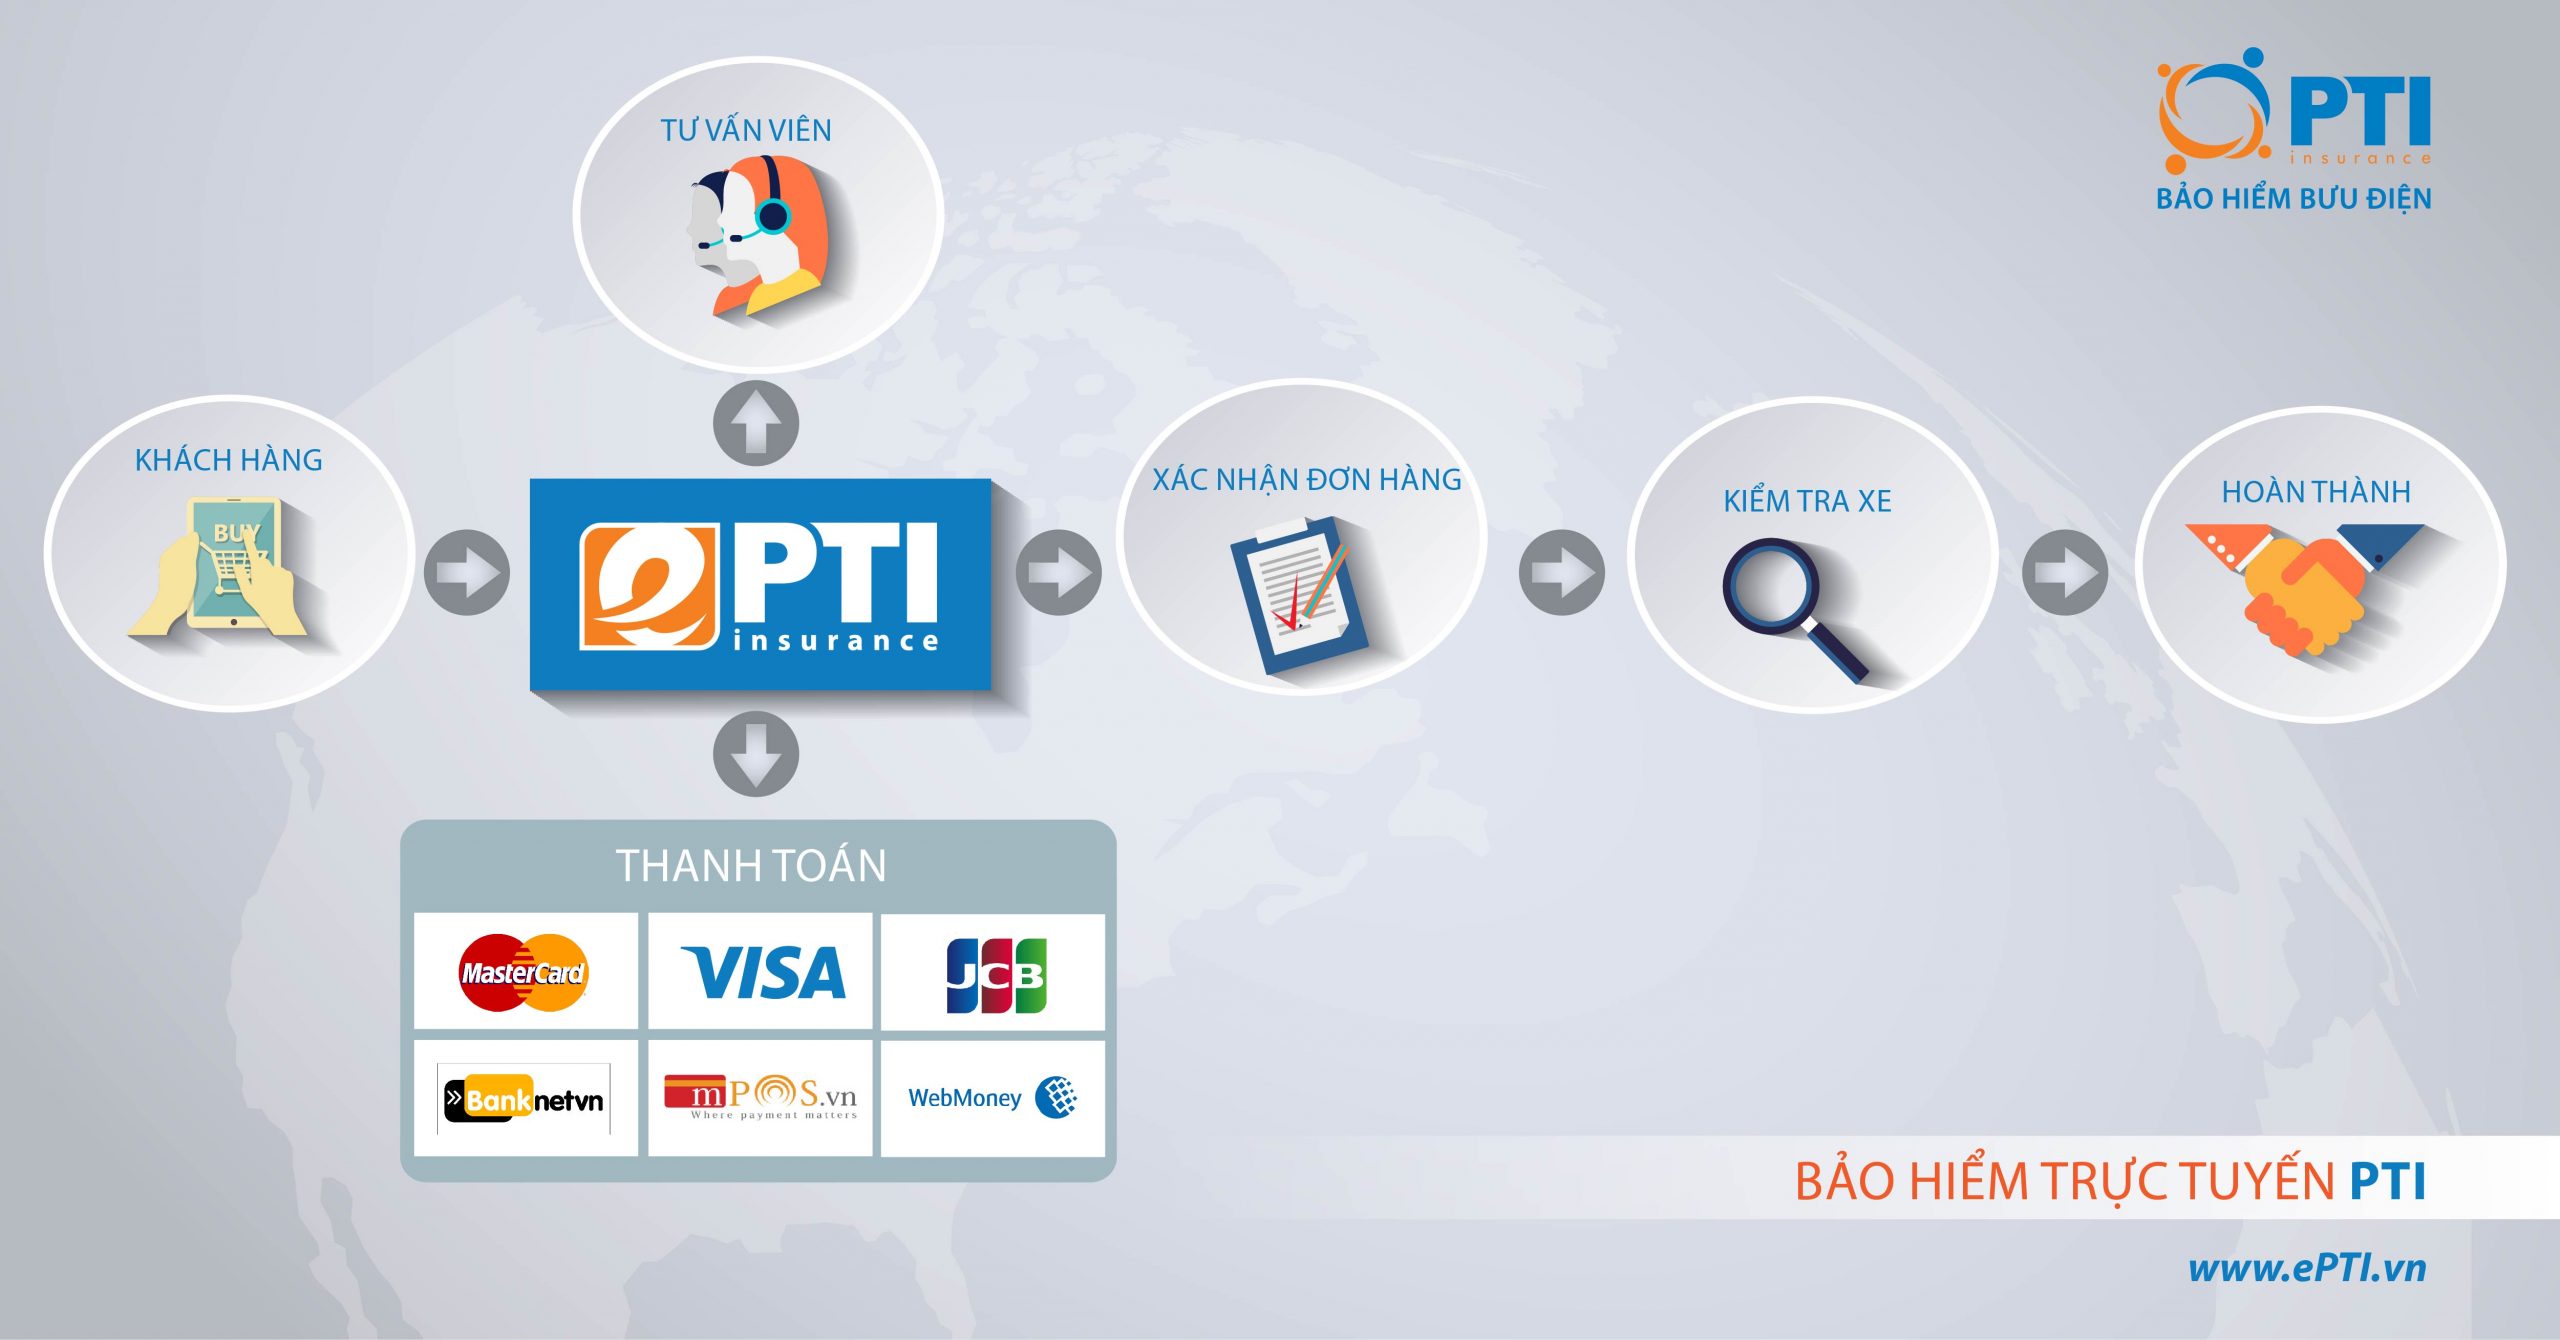 PTI
insurance
BẢO HIỂM BƯU ĐIỆN
TƯ VẤN VIÊN
KHÁCH HÀNG
BUY
ePTI
insurance
XÁC NHẬN ĐƠN HÀNG
KIỂM TRA XE
HOÀN THÀNH
THANH TOÁN
MasterCard
VISA
JCB
Banknetvn
mPOS.vn
Where payment matters
WebMoney
BẢO HIỂM TRỰC TUYẾN PTI
www.ePTI.vn